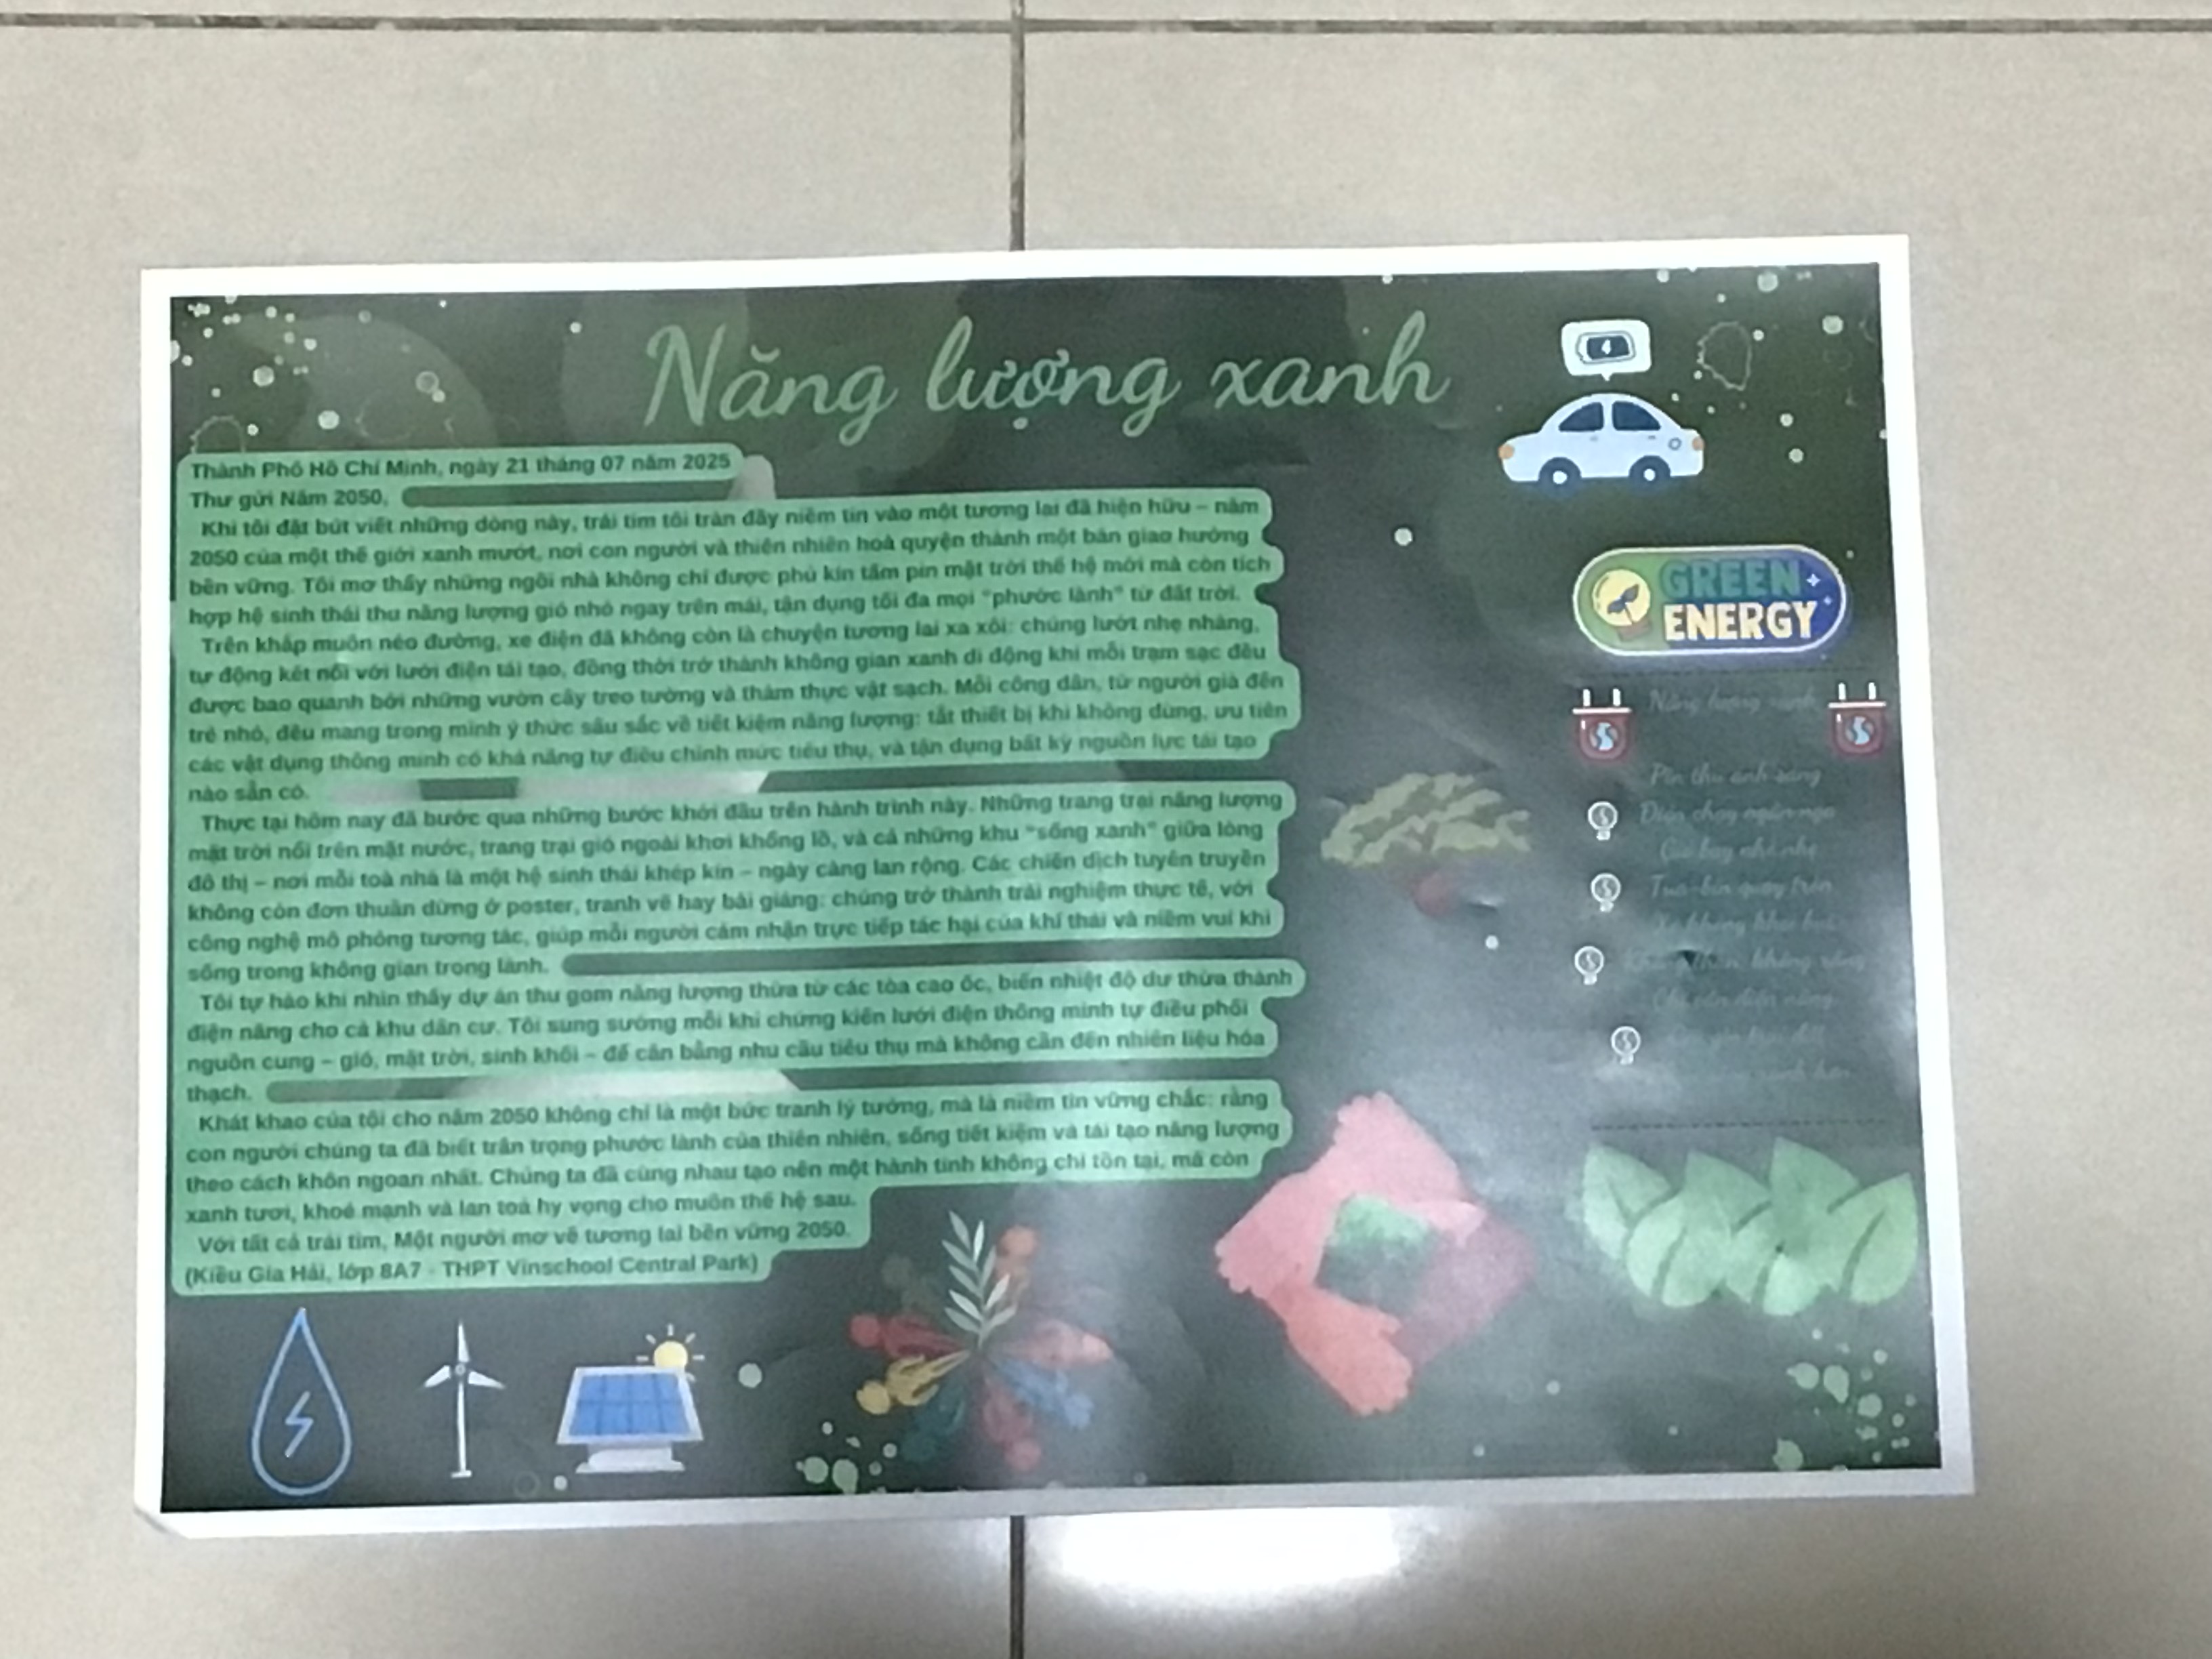 Năng lượng xanh
Thành Phố Hồ Chí Minh, ngày 21 tháng 07 năm 2025
Thư gửi Năm 2050,
Khi tôi đặt bút viết những dòng này, trái tim tôi tràn đầy niềm tin vào một tương lai đã hiện hữu – năm
2050 của một thế giới xanh mướt, nơi con người và thiên nhiên hoà quyện thành một bản giao hưởng
bền vững. Tôi mơ thấy những ngôi nhà không chỉ được phủ kín tấm pin mặt trời thế hệ mới mà còn tích
hợp hệ sinh thái thu năng lượng gió nhỏ ngay trên mái, tận dụng tối đa mọi "phước lành" từ đất trời.
Trên khắp muôn nẻo đường, xe điện đã không còn là chuyện tương lai xa xôi: chúng lướt nhẹ nhàng,
tự động kết nối với lưới điện tái tạo, đồng thời trở thành không gian xanh di động khi mỗi trạm sạc đều
được bao quanh bởi những vườn cây treo tường và thảm thực vật sạch. Mỗi công dân, từ người già đến
trẻ nhỏ, đều mang trong mình ý thức sâu sắc về tiết kiệm năng lượng: tắt thiết bị khi không dùng, ưu tiên
các vật dụng thông minh có khả năng tự điều chỉnh mức tiêu thụ, và tận dụng bất kỳ nguồn lực tái tạo
nào sẵn có.
Thực tại hôm nay đã bước qua những bước khởi đầu trên hành trình này. Những trang trại năng lượng
mặt trời nổi trên mặt nước, trang trại gió ngoài khơi khổng lồ, và cả những khu "sống xanh" giữa lòng
đô thị – nơi mỗi toà nhà là một hệ sinh thái khép kín – ngày càng lan rộng. Các chiến dịch tuyên truyền
không còn đơn thuần dừng ở poster, tranh vẽ hay bài giảng: chúng trở thành trải nghiệm thực tế, với
công nghệ mô phỏng tương tác, giúp mỗi người cảm nhận trực tiếp tác hại của khí thải và niềm vui khi
sống trong không gian trong lành.
Tôi tự hào khi nhìn thấy dự án thu gom năng lượng thừa từ các tòa cao ốc, biến nhiệt độ dư thừa thành
điện năng cho cả khu dân cư. Tôi sung sướng mỗi khi chứng kiến lưới điện thông minh tự điều phối
nguồn cung – gió, mặt trời, sinh khối – để cân bằng nhu cầu tiêu thụ mà không cần đến nhiên liệu hóa
thạch.
Khát khao của tội cho năm 2050 không chỉ là một bức tranh lý tưởng, mà là niềm tin vững chắc: rằng
con người chúng ta đã biết trân trọng phước lành của thiên nhiên, sống tiết kiệm và tái tạo năng lượng
theo cách khôn ngoan nhất. Chúng ta đã cùng nhau tạo nên một hành tinh không chỉ tồn tại, mà còn
xanh tươi, khoẻ mạnh và lan toả hy vọng cho muôn thế hệ sau.
Với tất cả trái tim, Một người mơ về tương lai bền vững 2050.
(Kiều Gia Hải, lớp 8A7 - THPT Vinschool Central Park)
GREEN
ENERGY
Năng lượng xanh
Pin thu ánh sáng
Điện chạy
Gió bay
Tua-bin quay tròn